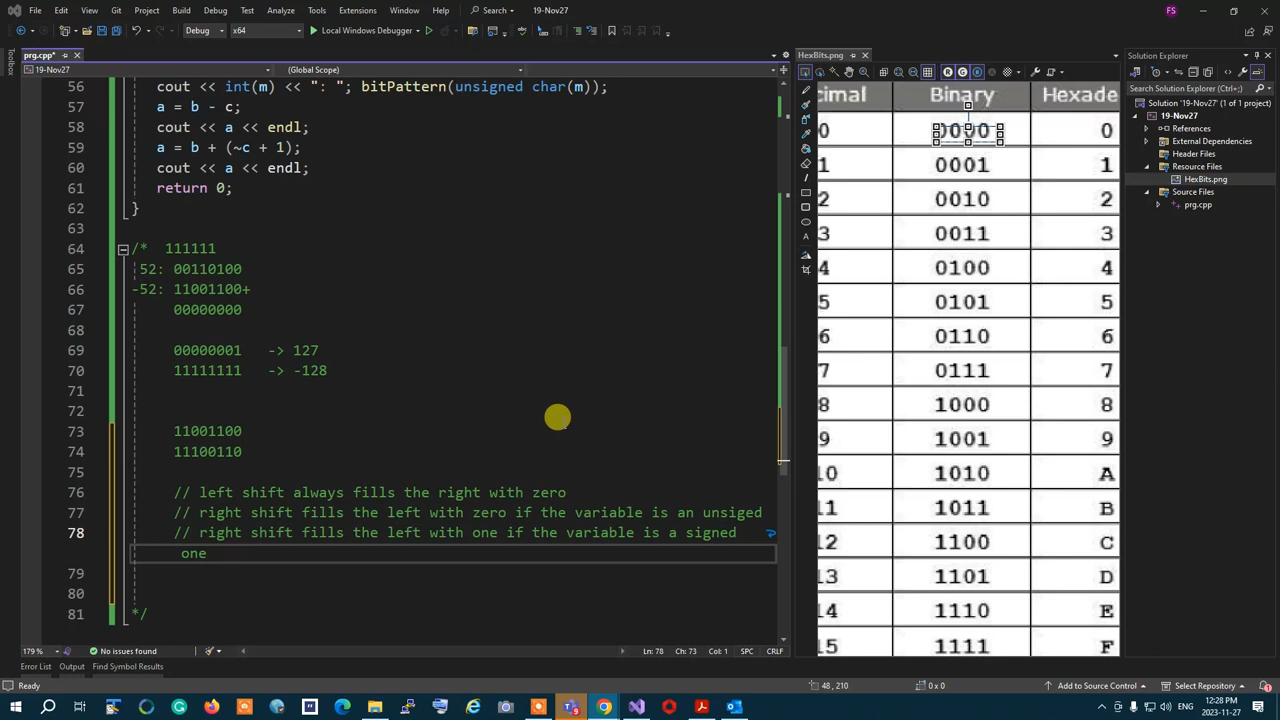 File Edit View Git Project Build Debug Test Analyze Tools Extensions Window Help Search 19-Nov27 FS
Debug x64 Local Windows Debugger
Toolbox
prg.cpp*
19-Nov27 (Global Scope)
56 cout << int(m) << ": ", bitPattern(unsigned char(m));
57 a = b - c;
58 cout << a << endl;
59 a = b + (~c + 1);
60 cout << a << endl;
61 return 0;
62 }
63
64 /* 111111
65 52: 00110100
66 -52: 11001100+
67 00000000
68
69 00000001 -> 127
70 11111111 -> -128
71
72
73 11001100
74 11100110
75
76 // left shift always fills the right with zero
77 // right shift fills the left with zero if the variable is an unsiged
78 // right shift fills the left with one if the variable is a signed
one
79
80
81 */
179 % No issues found Ln: 78 Ch: 73 Col: 1 SPC CRLF
HexBits.png
R G
A
cimal Binary Hexade
0 0000 0
1 0001 1
2 0010 2
3 0011 3
4 0100 4
5 0101 5
6 0110 6
7 0111 7
8 1000 8
9 1001 9
10 1010 A
11 1011 B
12 1100 C
13 1101 D
14 1110 E
15 1111 F
Solution Explorer
Search Solution Explorer (Ctrl+;)
Solution '19-Nov27' (1 of 1 project)
19-Nov27
References
External Dependencies
Header Files
Resource Files
HexBits.png
Source Files
prg.cpp
Error List Output Find Symbol Results
Ready 48 , 210 0 x 0 Add to Source Control Select Repository
12:28 PM
2023-11-27